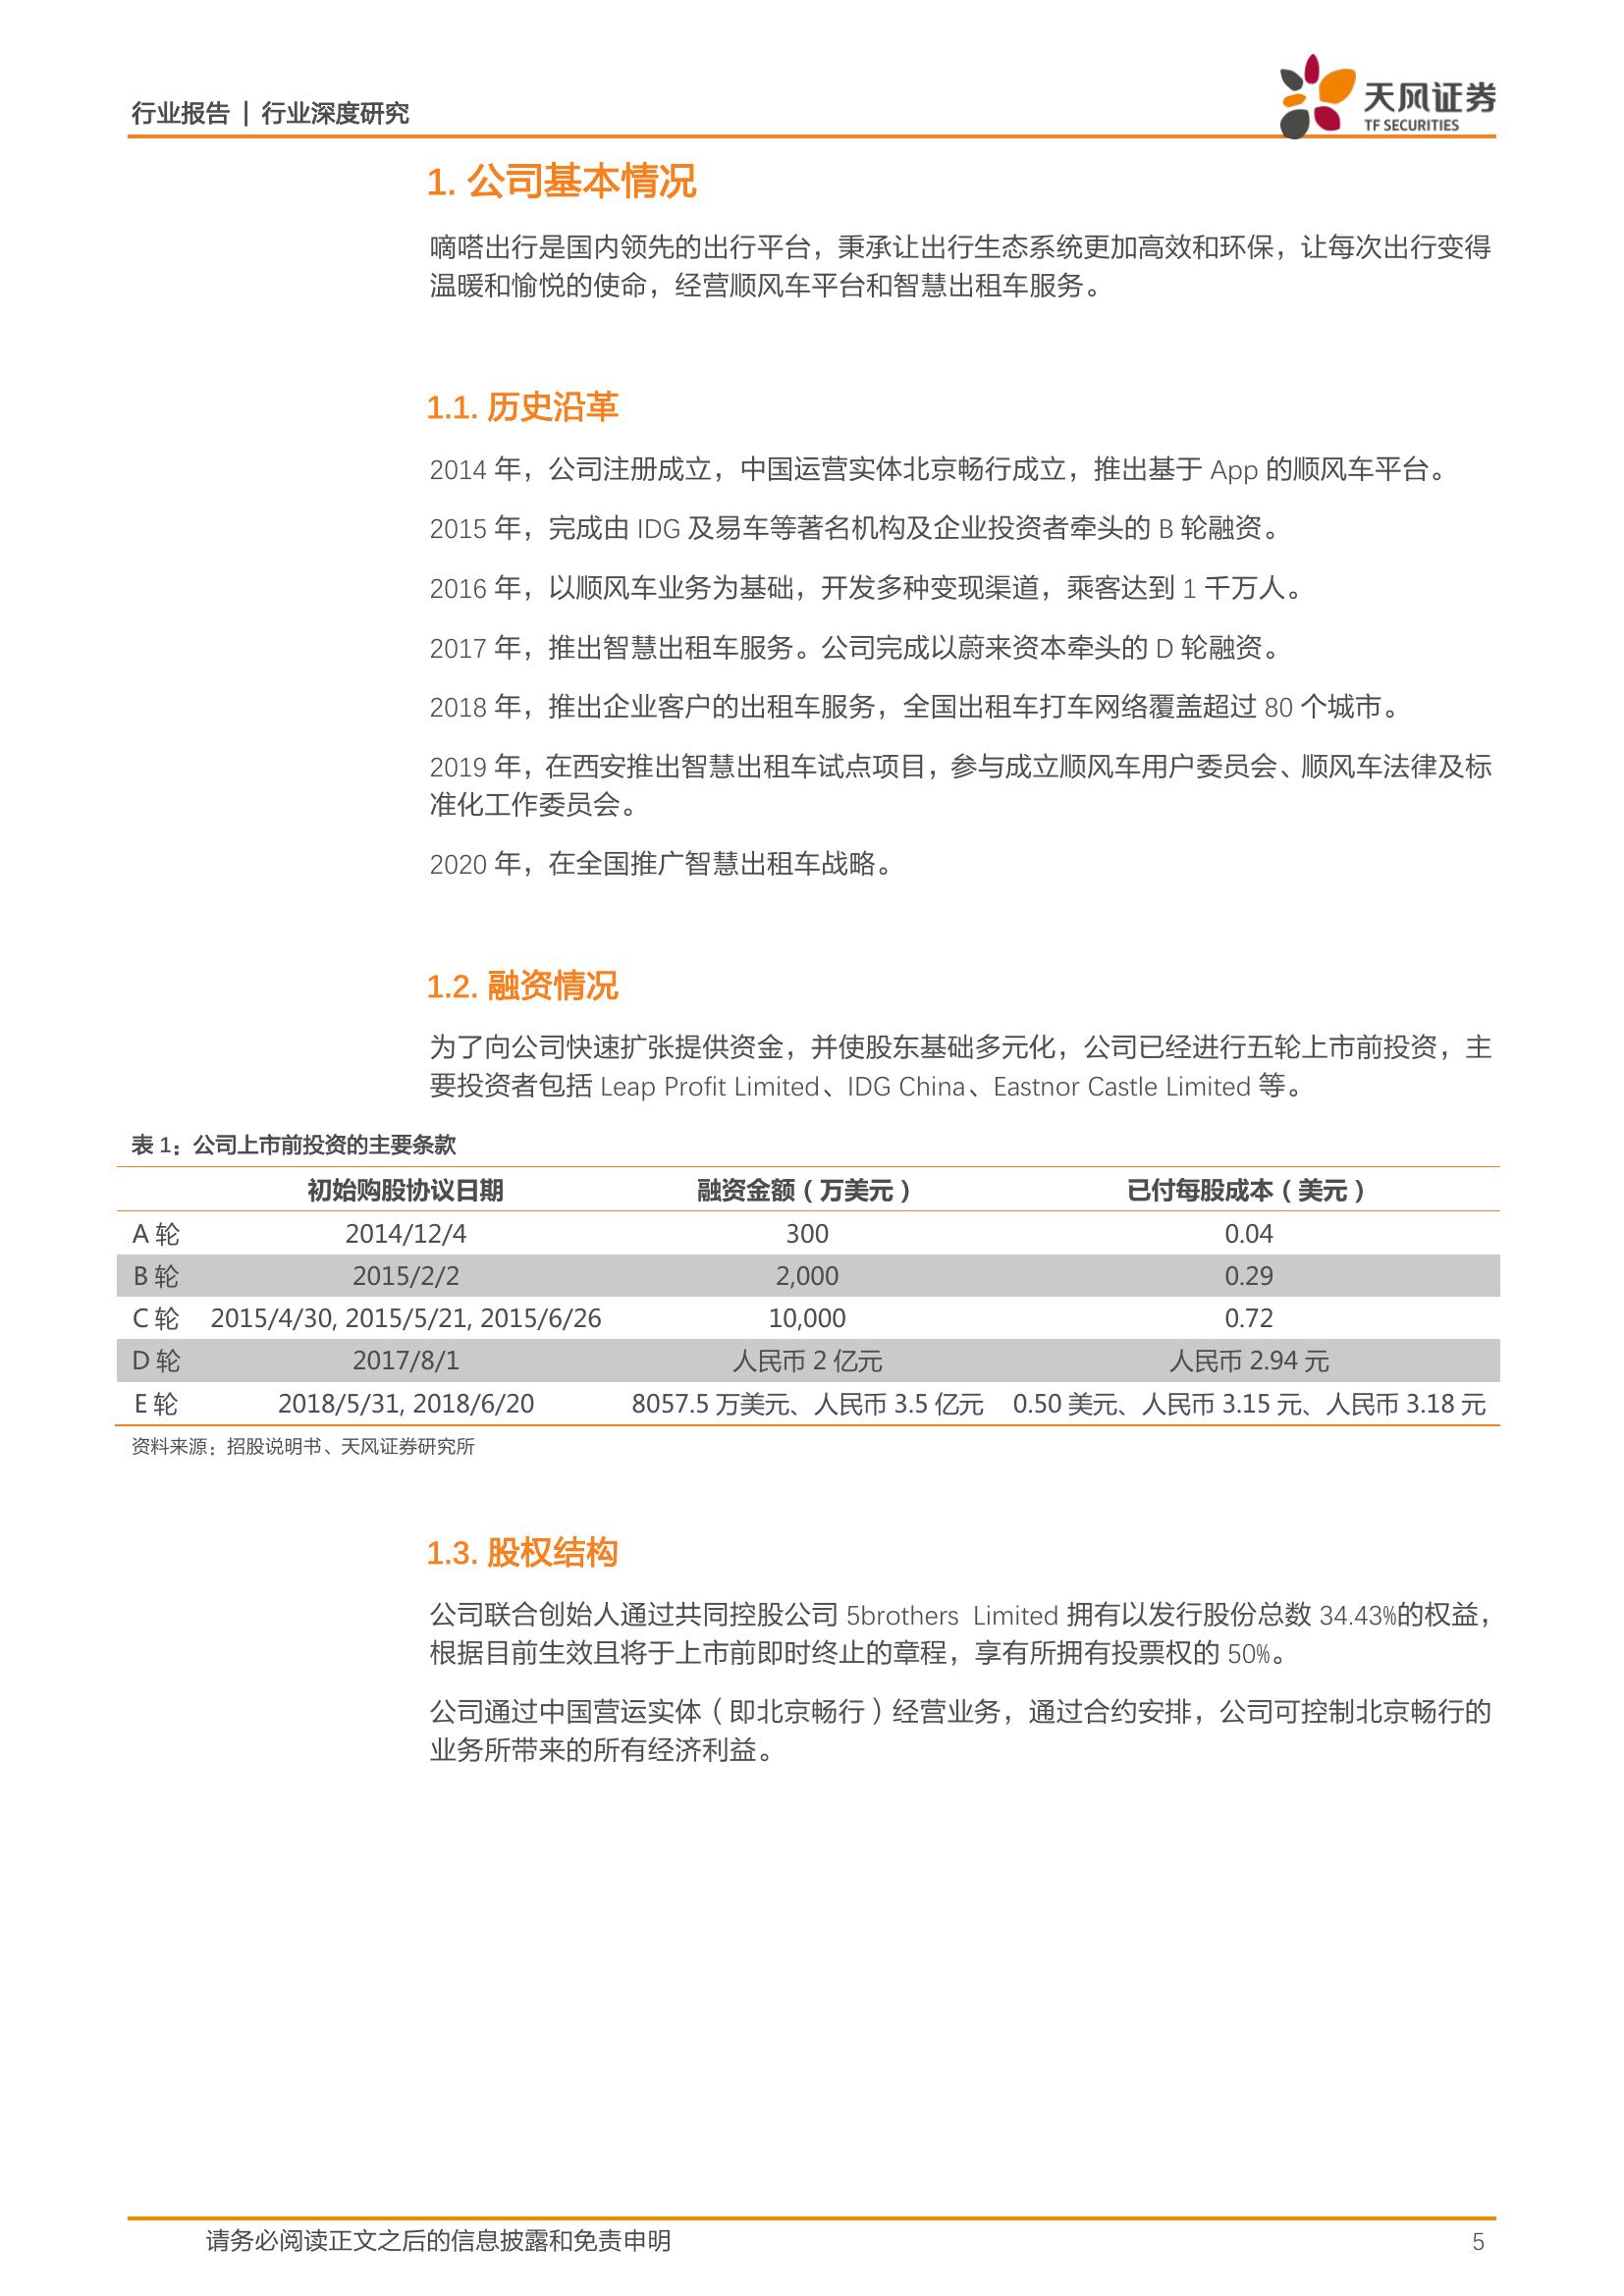 行业报告 | 行业深度研究
天风证券
TF SECURITIES
1. 公司基本情况
嘀嗒出行是国内领先的出行平台，秉承让出行生态系统更加高效和环保，让每次出行变得
温暖和愉悦的使命，经营顺风车平台和智慧出租车服务。
1.1. 历史沿革
2014 年，公司注册成立，中国运营实体北京畅行成立，推出基于 App 的顺风车平台。
2015 年，完成由 IDG 及易车等著名机构及企业投资者牵头的 B 轮融资。
2016 年，以顺风车业务为基础，开发多种变现渠道，乘客达到 1 千万人。
2017 年，推出智慧出租车服务。公司完成以蔚来资本牵头的 D 轮融资。
2018 年，推出企业客户的出租车服务，全国出租车打车网络覆盖超过 80 个城市。
2019 年，在西安推出智慧出租车试点项目，参与成立顺风车用户委员会、顺风车法律及标
准化工作委员会。
2020 年，在全国推广智慧出租车战略。
1.2. 融资情况
为了向公司快速扩张提供资金，并使股东基础多元化，公司已经进行五轮上市前投资，主
要投资者包括 Leap Profit Limited、IDG China、Eastnor Castle Limited 等。
表 1：公司上市前投资的主要条款
初始购股协议日期 融资金额（万美元） 已付每股成本（美元）
A 轮 2014/12/4 300 0.04
B 轮 2015/2/2 2,000 0.29
C 轮 2015/4/30, 2015/5/21, 2015/6/26 10,000 0.72
D 轮 2017/8/1 人民币 2 亿元 人民币 2.94 元
E 轮 2018/5/31, 2018/6/20 8057.5 万美元、人民币 3.5 亿元 0.50 美元、人民币 3.15 元、人民币 3.18 元
资料来源：招股说明书、天风证券研究所
1.3. 股权结构
公司联合创始人通过共同控股公司 5brothers Limited 拥有以发行股份总数 34.43%的权益，
根据目前生效且将于上市前即时终止的章程，享有所拥有投票权的 50%。
公司通过中国营运实体（即北京畅行）经营业务，通过合约安排，公司可控制北京畅行的
业务所带来的所有经济利益。
请务必阅读正文之后的信息披露和免责申明 5